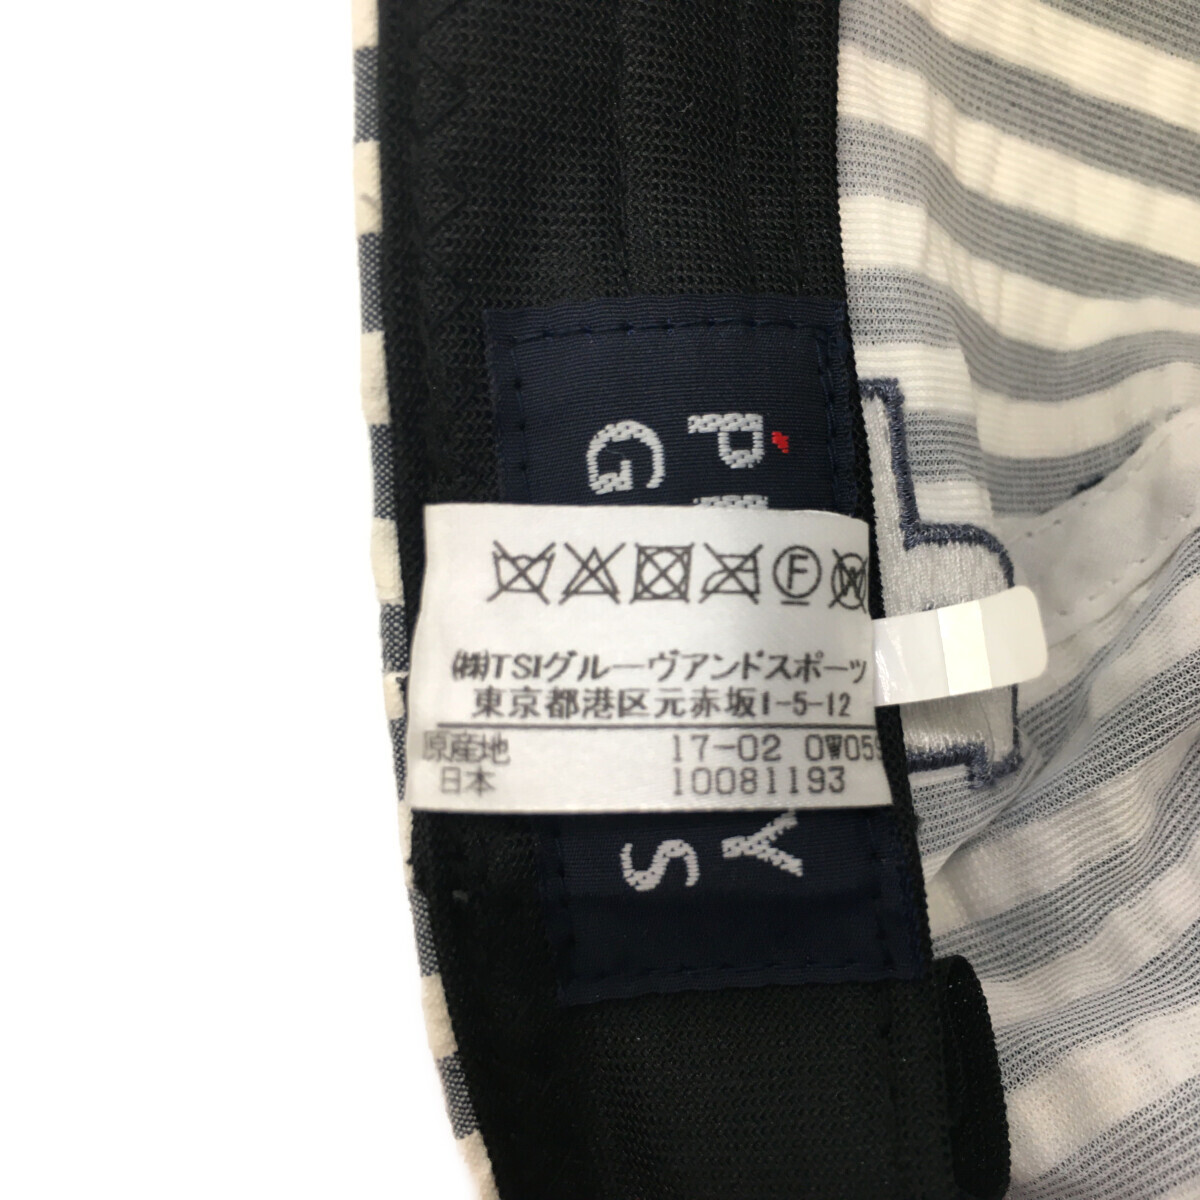 P
G
F W
(株)TSIグルーヴアンドスポーツ
東京都港区元赤坂1-5-12
原産地 17-02 0W059
日本 10081193
Y
S